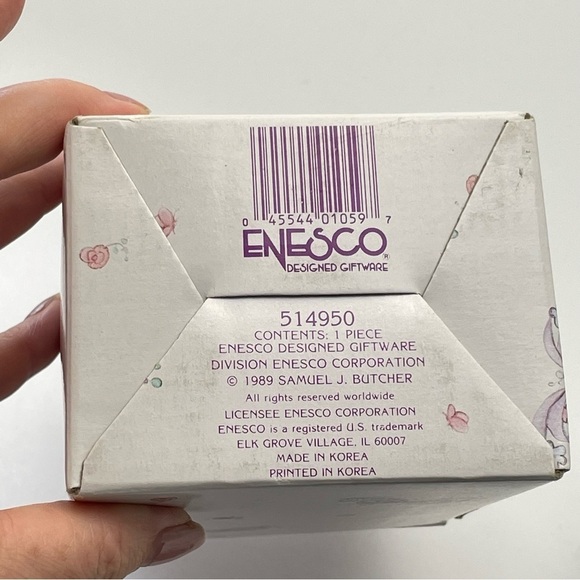 0 45544 01059 7
ENESCO®
DESIGNED GIFTWARE
514950
CONTENTS: 1 PIECE
ENESCO DESIGNED GIFTWARE
DIVISION ENESCO CORPORATION
© 1989 SAMUEL J. BUTCHER
All rights reserved worldwide
LICENSEE ENESCO CORPORATION
ENESCO is a registered U.S. trademark
ELK GROVE VILLAGE, IL 60007
MADE IN KOREA
PRINTED IN KOREA